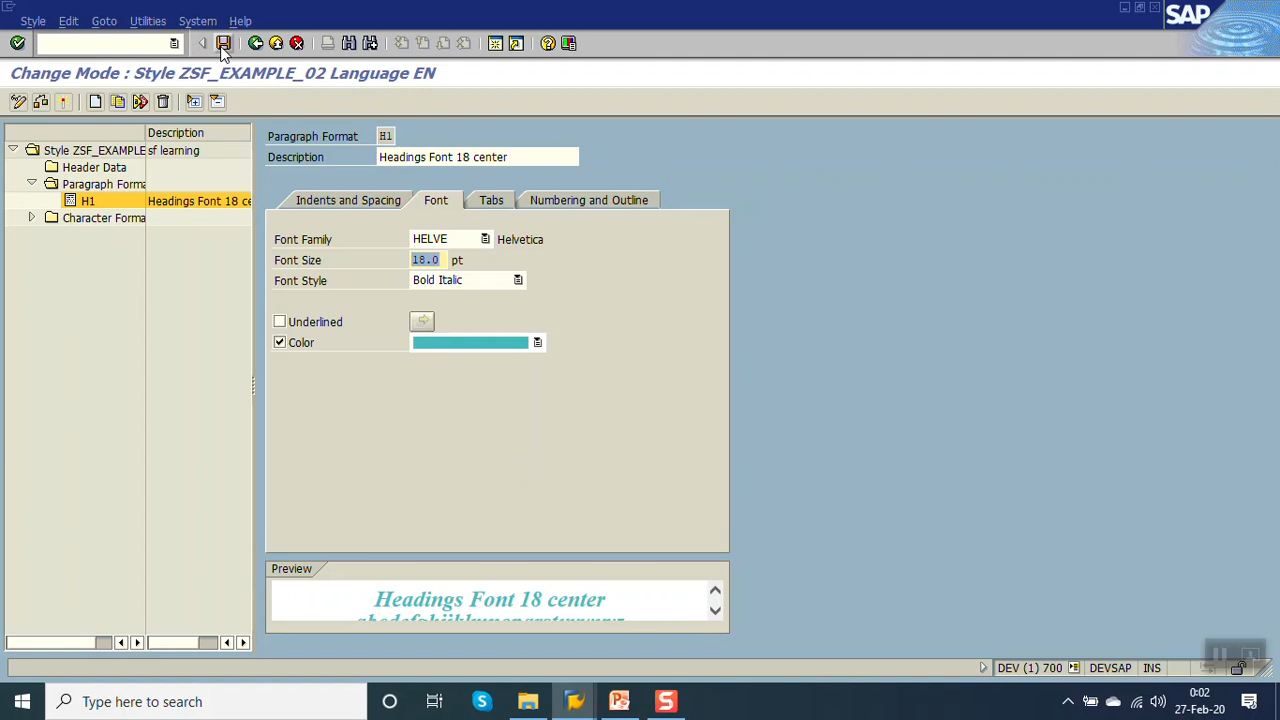 Style Edit Goto Utilities System Help
SAP
Change Mode : Style ZSF_EXAMPLE_02 Language EN
Description
Style ZSF_EXAMPLE sf learning
Header Data
Paragraph Forma
H1 Headings Font 18 ce
Character Forma
Paragraph Format H1
Description Headings Font 18 center
Indents and Spacing Font Tabs Numbering and Outline
Font Family HELVE Helvetica
Font Size 18.0 pt
Font Style Bold Italic
Underlined
Color
Preview
Headings Font 18 center
abcdefghijklmnopqrstuvwxyz
DEV (1) 700 DEVSAP INS
Type here to search
0:02
27-Feb-20